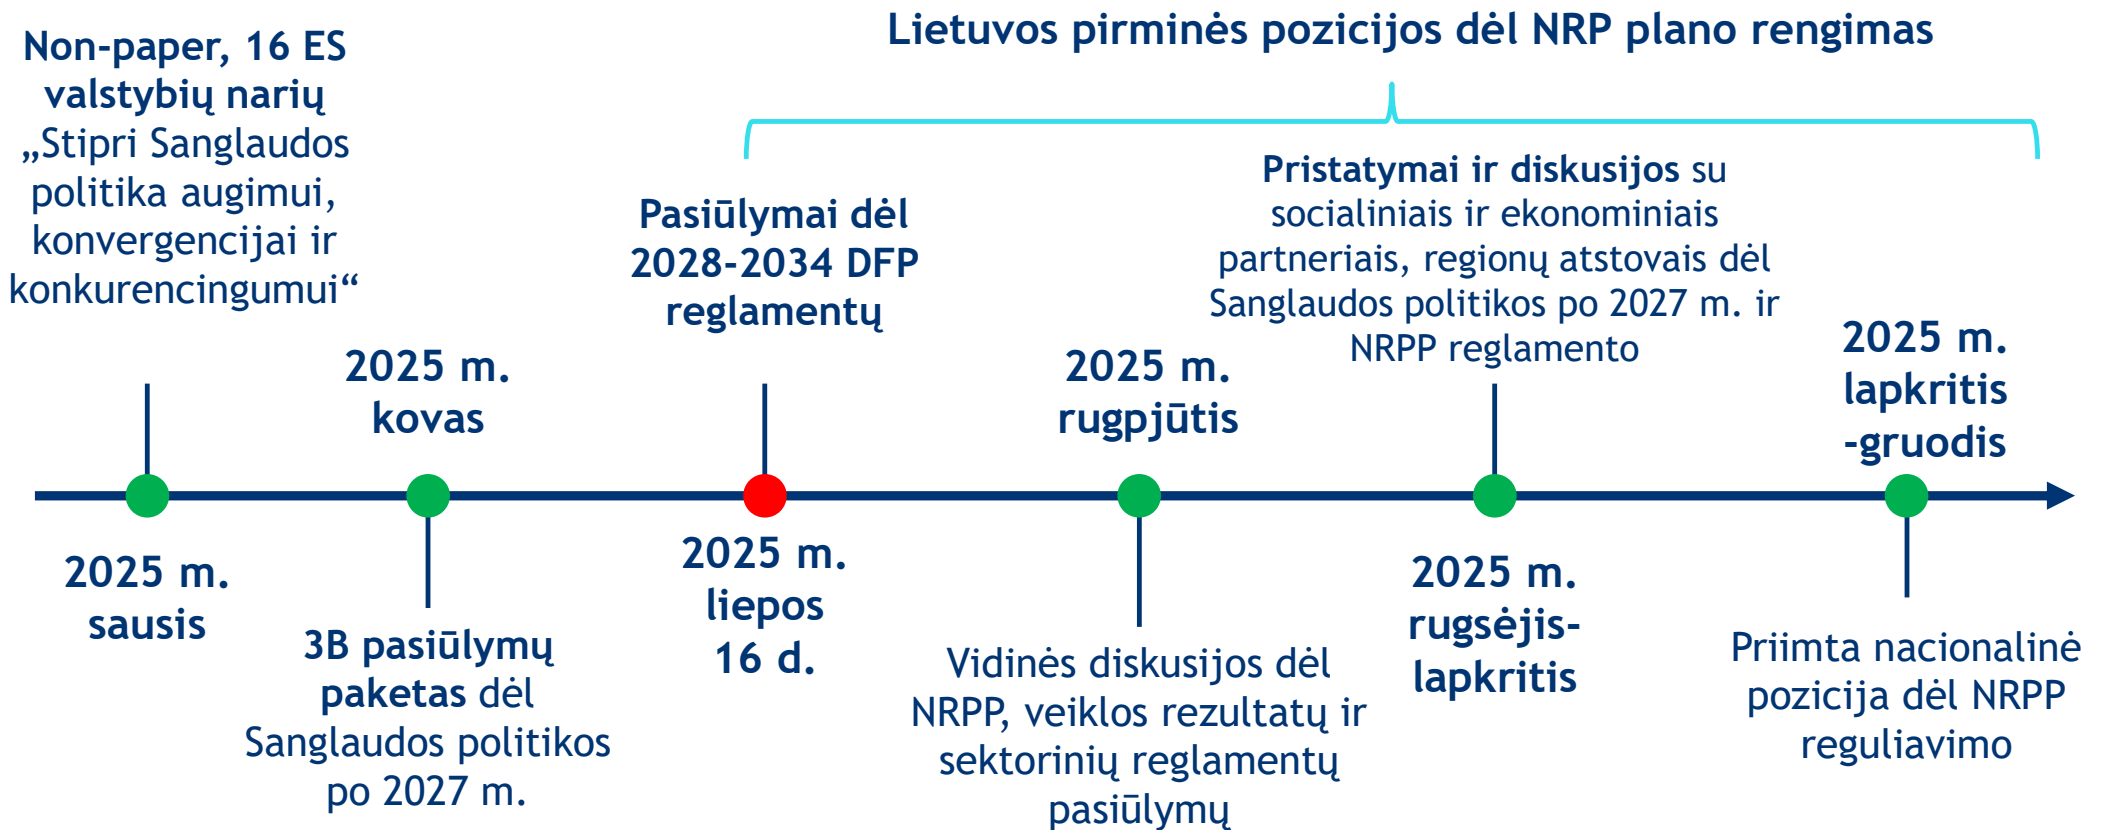 Lietuvos pirminės pozicijos dėl NRP plano rengimas
Non-paper, 16 ES
valstybių narių
„Stipri Sanglaudos
politika augimui,
konvergencijai ir
konkurencingumui“
2025 m.
sausis
2025 m.
kovas
3B pasiūlymų
paketas dėl
Sanglaudos politikos
po 2027 m.
Pasiūlymai dėl
2028-2034 DFP
reglamentų
2025 m.
liepos
16 d.
2025 m.
rugpjūtis
Vidinės diskusijos dėl
NRPP, veiklos rezultatų ir
sektorinių reglamentų
pasiūlymų
Pristatymai ir diskusijos su
socialiniais ir ekonominiais
partneriais, regionų atstovais dėl
Sanglaudos politikos po 2027 m. ir
NRPP reglamento
2025 m.
rugsėjis-
lapkritis
2025 m.
lapkritis
-gruodis
Priimta nacionalinė
pozicija dėl NRPP
reguliavimo